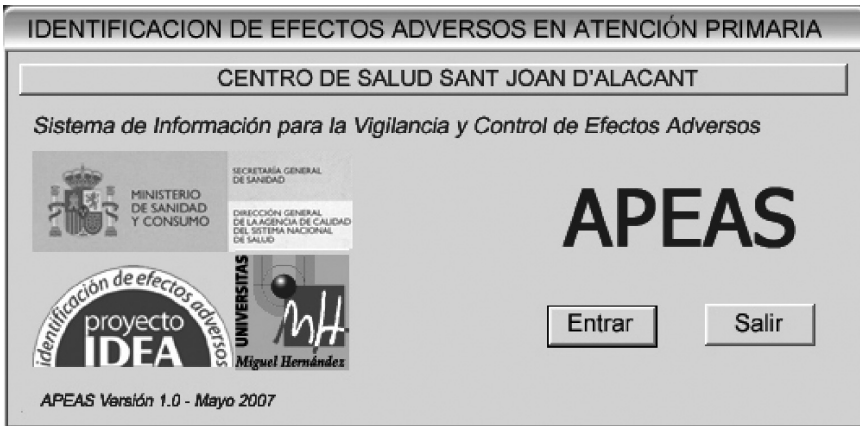 IDENTIFICACION DE EFECTOS ADVERSOS EN ATENCIÓN PRIMARIA
CENTRO DE SALUD SANT JOAN D'ALACANT
Sistema de Información para la Vigilancia y Control de Efectos Adversos
MINISTERIO
DE SANIDAD
Y CONSUMO
SECRETARÍA GENERAL
DE SANIDAD
DIRECCIÓN GENERAL
DE LA AGENCIA DE CALIDAD
DEL SISTEMA NACIONAL
DE SALUD
APEAS
identificación de efectos adversos
proyecto
IDEA
UNIVERSITAS
MH
Miguel Hernández
Entrar
Salir
APEAS Versión 1.0 - Mayo 2007